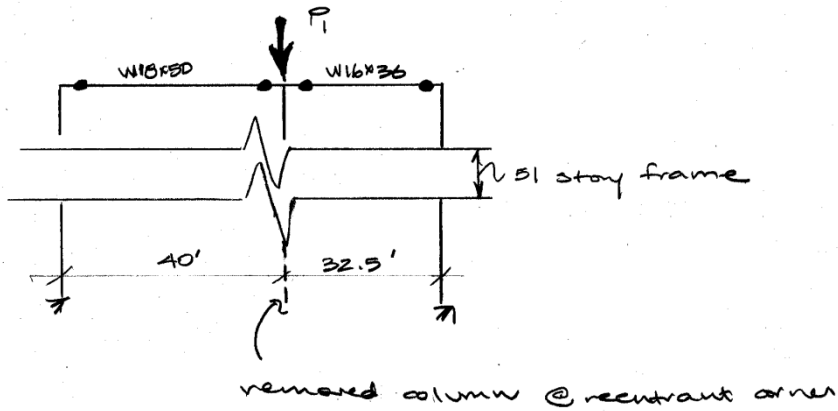 P1
W18x50 W16x36
51 story frame
40' 32.5'
removed column @ reentrant corner